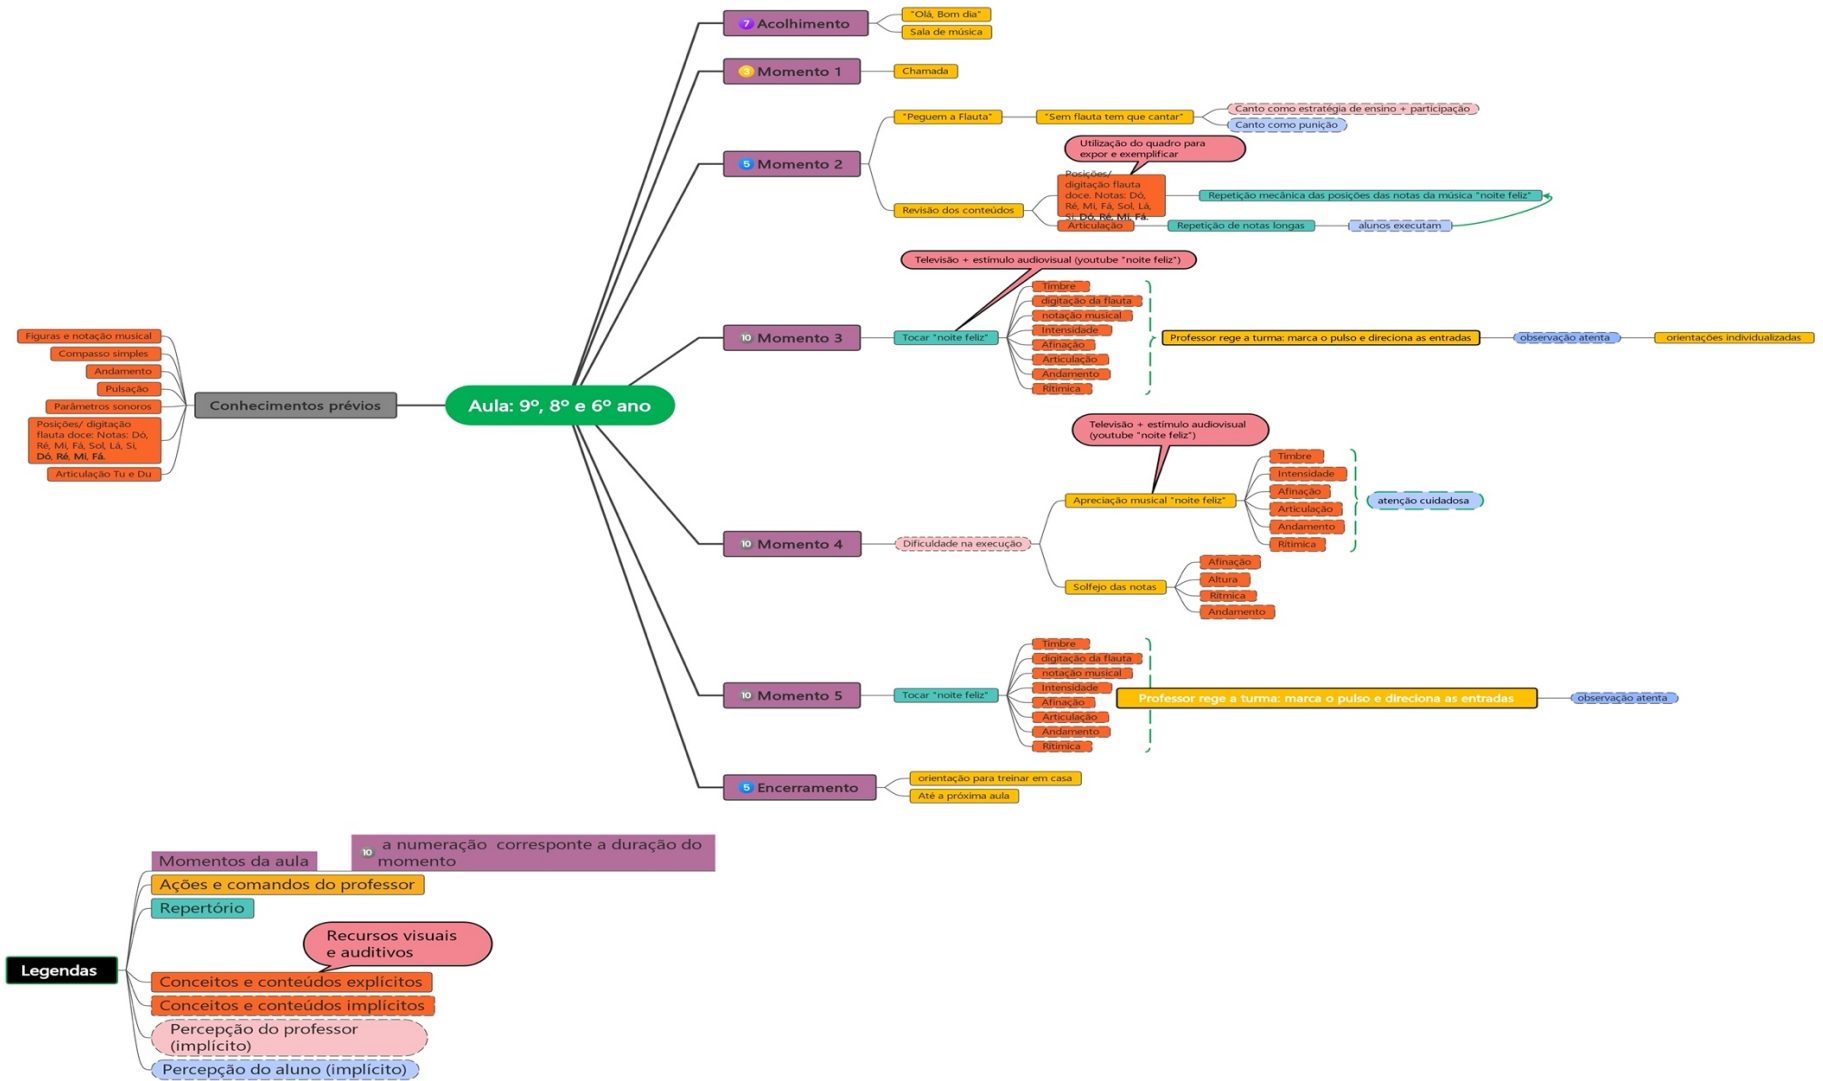 7 Acolhimento
"Olá, Bom dia"
Sala de música
3 Momento 1
Chamada
5 Momento 2
"Peguem a Flauta"
"Sem flauta tem que cantar"
Canto como estratégia de ensino + participação
Canto como punição
Revisão dos conteúdos
Utilização do quadro para
expor e exemplificar
Posições/
digitação flauta
doce. Notas: Dó,
Ré, Mi, Fá, Sol, Lá,
Si, Dó, Ré, Mi, Fá.
Repetição mecânica das posições das notas da música "noite feliz"
Articulação
Repetição de notas longas
alunos executam
10 Momento 3
Televisão + estímulo audiovisual (youtube "noite feliz")
Tocar "noite feliz"
Timbre
digitação da flauta
notação musical
Intensidade
Afinação
Articulação
Andamento
Rítimica
Professor rege a turma: marca o pulso e direciona as entradas
observação atenta
orientações individualizadas
Figuras e notação musical
Compasso simples
Andamento
Pulsação
Parâmetros sonoros
Posições/ digitação
flauta doce: Notas: Dó,
Ré, Mi, Fá, Sol, Lá, Si,
Dó, Ré, Mi, Fá.
Articulação Tu e Du
Conhecimentos prévios
Aula: 9º, 8º e 6º ano
10 Momento 4
Dificuldade na execução
Televisão + estímulo audiovisual
(youtube "noite feliz")
Apreciação musical "noite feliz"
Timbre
Intensidade
Afinação
Articulação
Andamento
Rítimica
atenção cuidadosa
Solfejo das notas
Afinação
Altura
Rítmica
Andamento
10 Momento 5
Tocar "noite feliz"
Timbre
digitação da flauta
notação musical
Intensidade
Afinação
Articulação
Andamento
Rítimica
Professor rege a turma: marca o pulso e direciona as entradas
observação atenta
5 Encerramento
orientação para treinar em casa
Até a próxima aula
Legendas
Momentos da aula
10 a numeração corresponte a duração do
momento
Ações e comandos do professor
Repertório
Recursos visuais
e auditivos
Conceitos e conteúdos explícitos
Conceitos e conteúdos implícitos
Percepção do professor
(implícito)
Percepção do aluno (implícito)